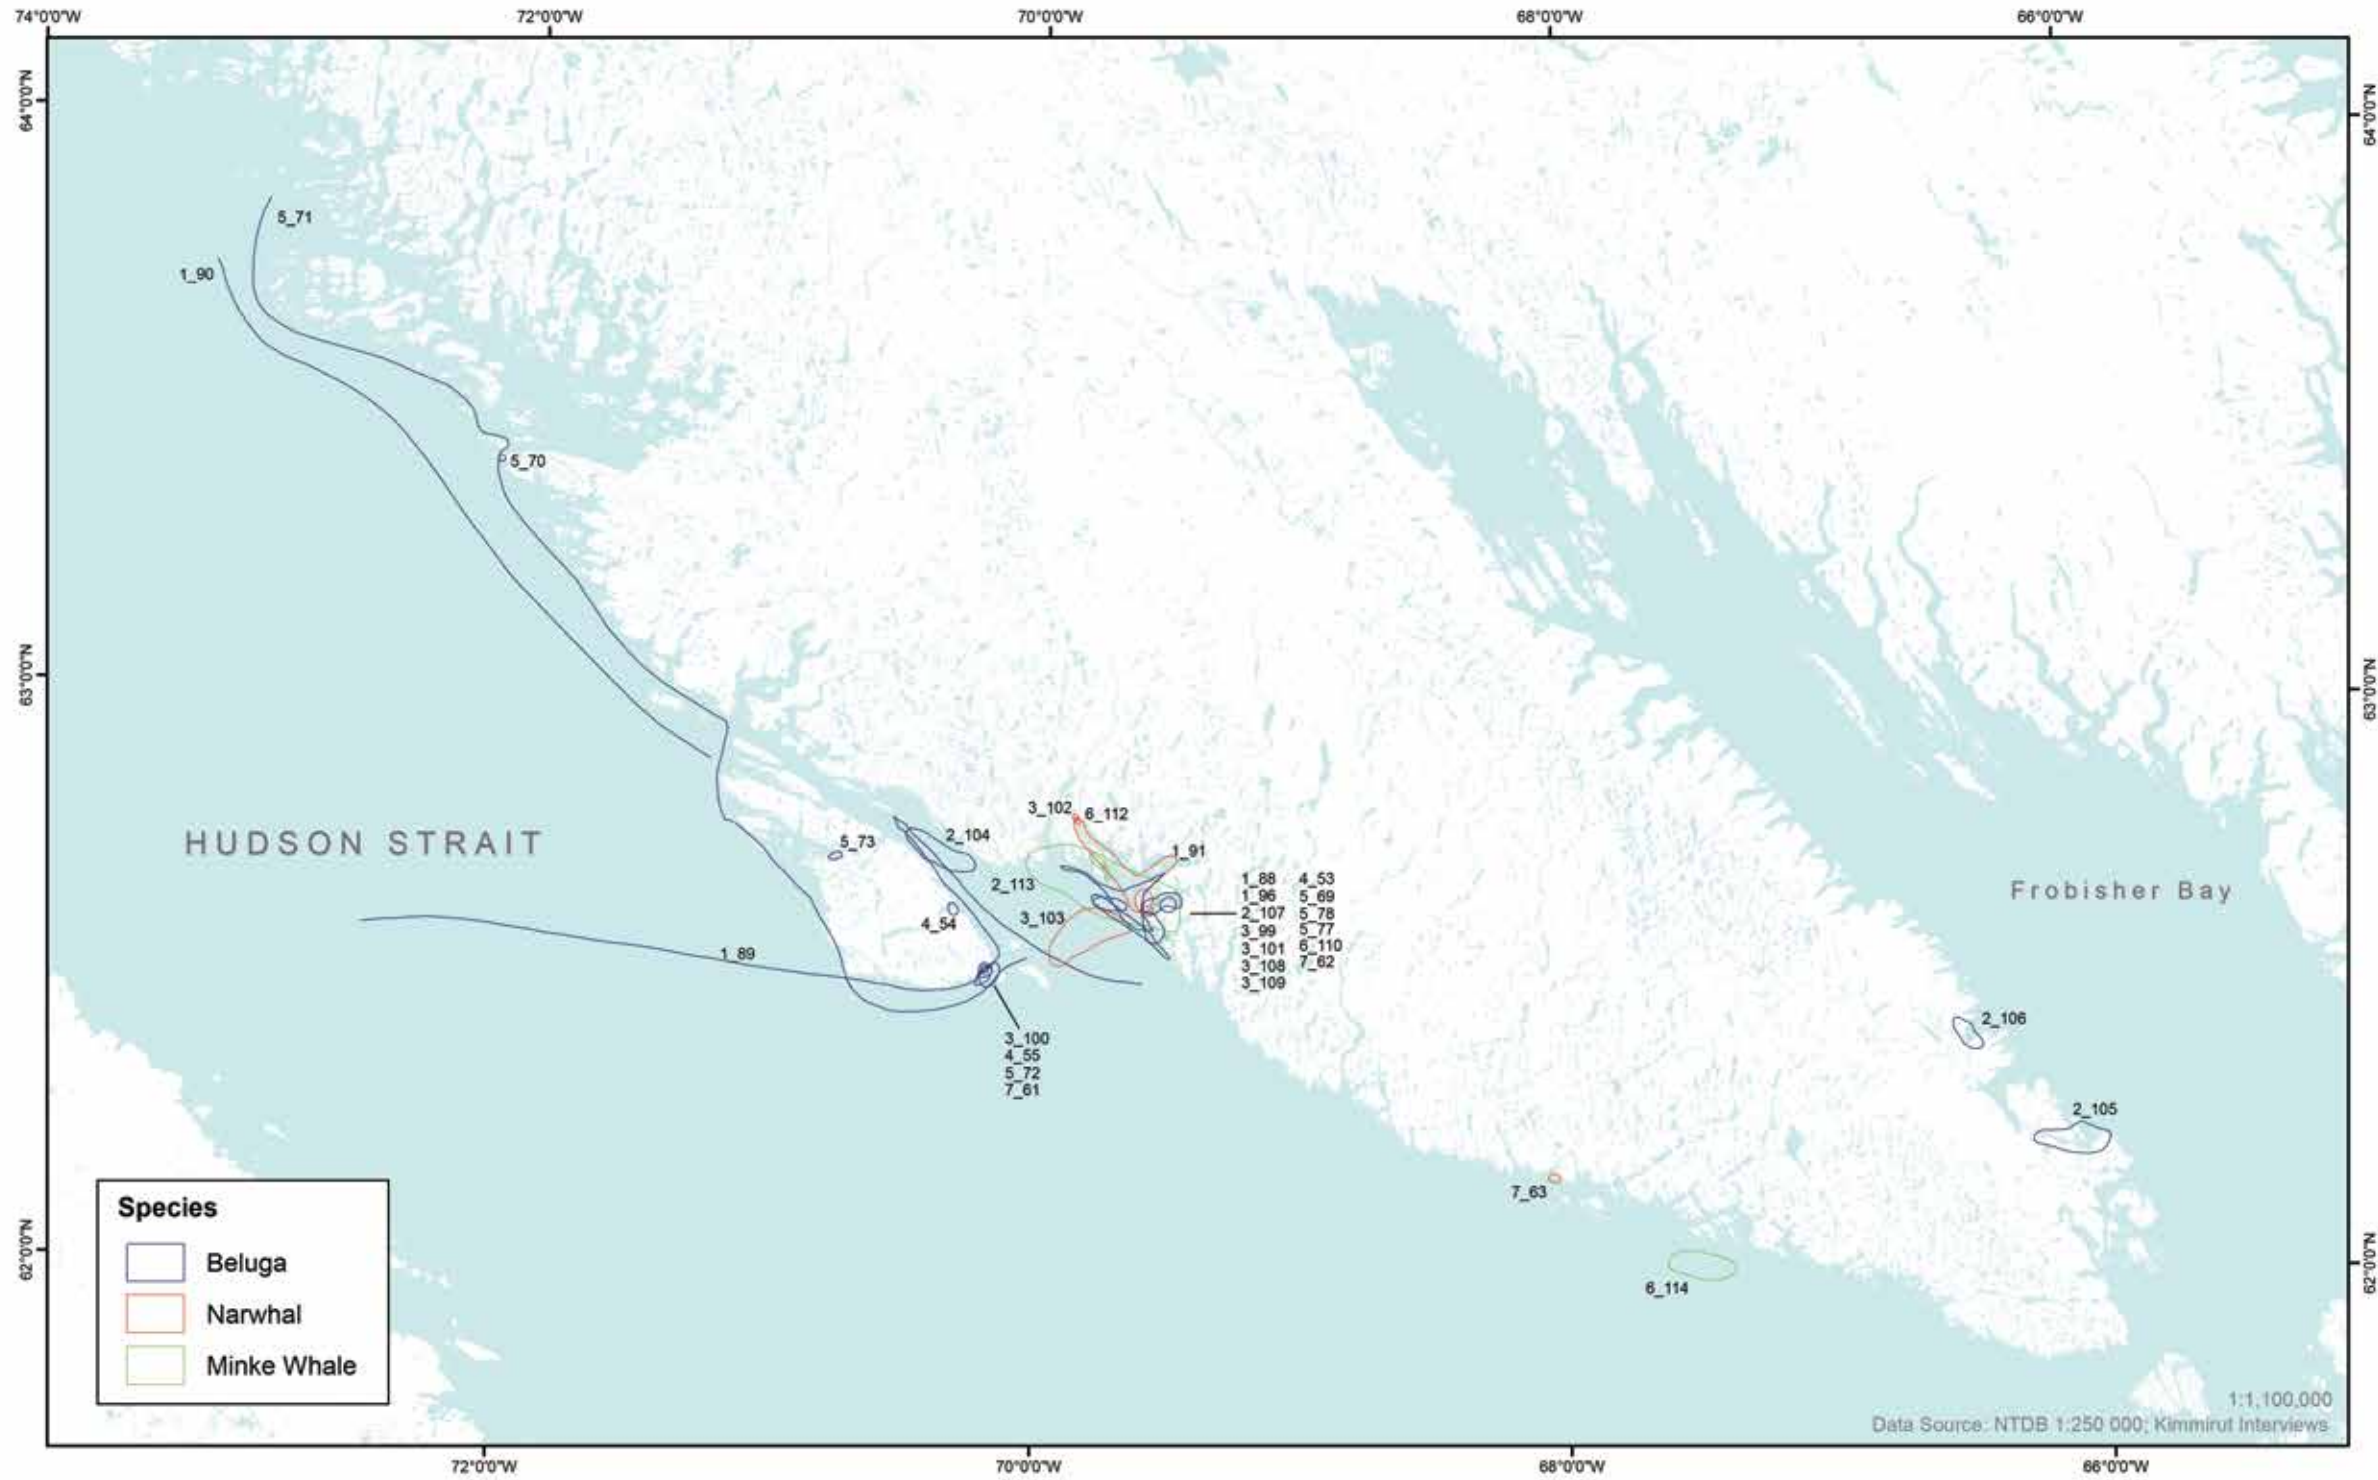 74°0'0"W 72°0'0"W 70°0'0"W 68°0'0"W 66°0'0"W
64°0'0"N
64°0'0"N
5_71
1_90
5_70
63°0'0"N
63°0'0"N
3_102
6_112
HUDSON STRAIT
5_73
2_104
1_91
2_113
1_88 4_53
1_96 5_69
2_107 5_78
3_99 5_77
3_101 6_110
3_108 7_62
3_109
Frobisher Bay
3_103
4_54
1_89
2_106
3_100
4_55
5_72
7_61
2_105
7_63
62°0'0"N
62°0'0"N
6_114
Species
Beluga
Narwhal
Minke Whale
1:1,100,000
Data Source: NTDB 1:250 000; Kimmirut Interviews
72°0'0"W 70°0'0"W 68°0'0"W 66°0'0"W